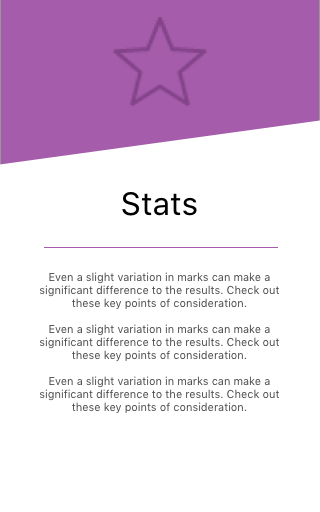 Stats
Even a slight variation in marks can make a
significant difference to the results. Check out
these key points of consideration.
Even a slight variation in marks can make a
significant difference to the results. Check out
these key points of consideration.
Even a slight variation in marks can make a
significant difference to the results. Check out
these key points of consideration.